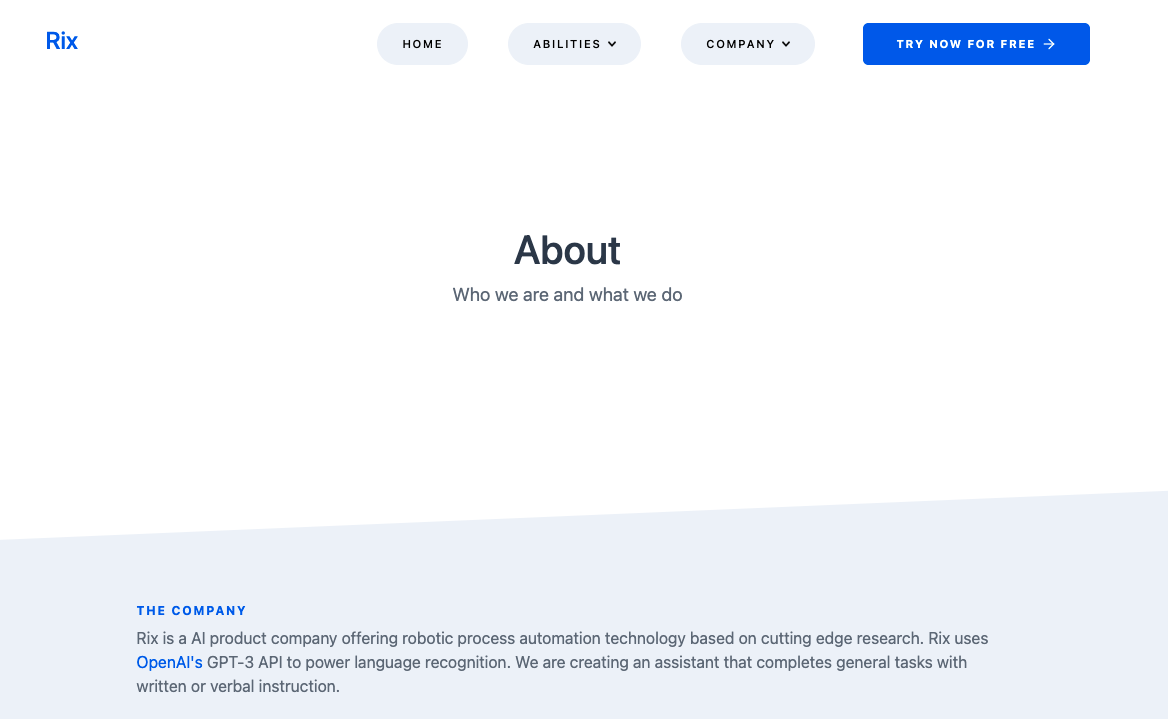 Rix
HOME
ABILITIES
COMPANY
TRY NOW FOR FREE
About
Who we are and what we do
THE COMPANY
Rix is a AI product company offering robotic process automation technology based on cutting edge research. Rix uses
OpenAI's GPT-3 API to power language recognition. We are creating an assistant that completes general tasks with
written or verbal instruction.